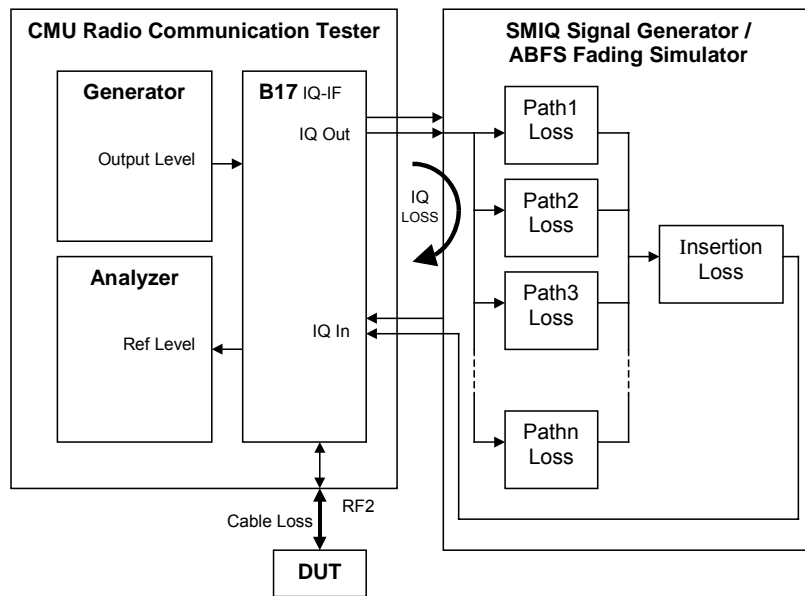 CMU Radio Communication Tester
Generator
Output Level
Analyzer
Ref Level
B17 IQ-IF
IQ Out
IQ In
IQ
LOSS
SMIQ Signal Generator /
ABFS Fading Simulator
Path1
Loss
Path2
Loss
Path3
Loss
Pathn
Loss
Insertion
Loss
RF2
Cable Loss
DUT